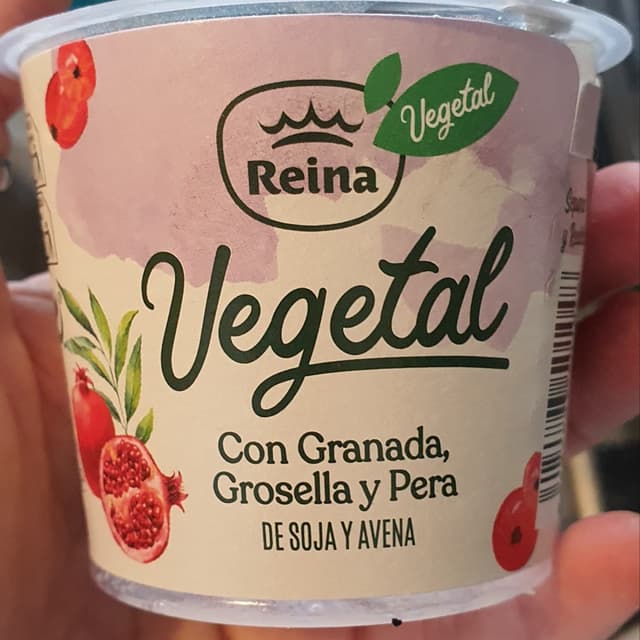 Vegetal
Reina
Vegetal
Con Granada,
Grosella y Pera
DE SOJA Y AVENA